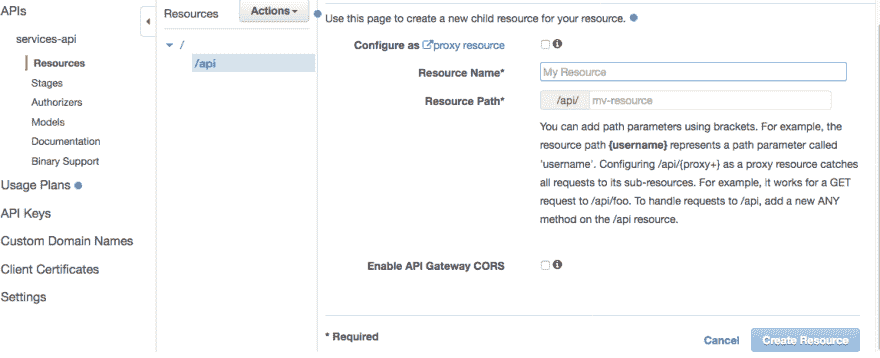 APIs
services-api
Resources
Stages
Authorizers
Models
Documentation
Binary Support
Usage Plans
API Keys
Custom Domain Names
Client Certificates
Settings
Resources
Actions
/
/api
Use this page to create a new child resource for your resource.
Configure as proxy resource
Resource Name*
My Resource
Resource Path*
/api/ my-resource
You can add path parameters using brackets. For example, the
resource path {username} represents a path parameter called
'username'. Configuring /api/{proxy+} as a proxy resource catches
all requests to its sub-resources. For example, it works for a GET
request to /api/foo. To handle requests to /api, add a new ANY
method on the /api resource.
Enable API Gateway CORS
* Required
Cancel
Create Resource